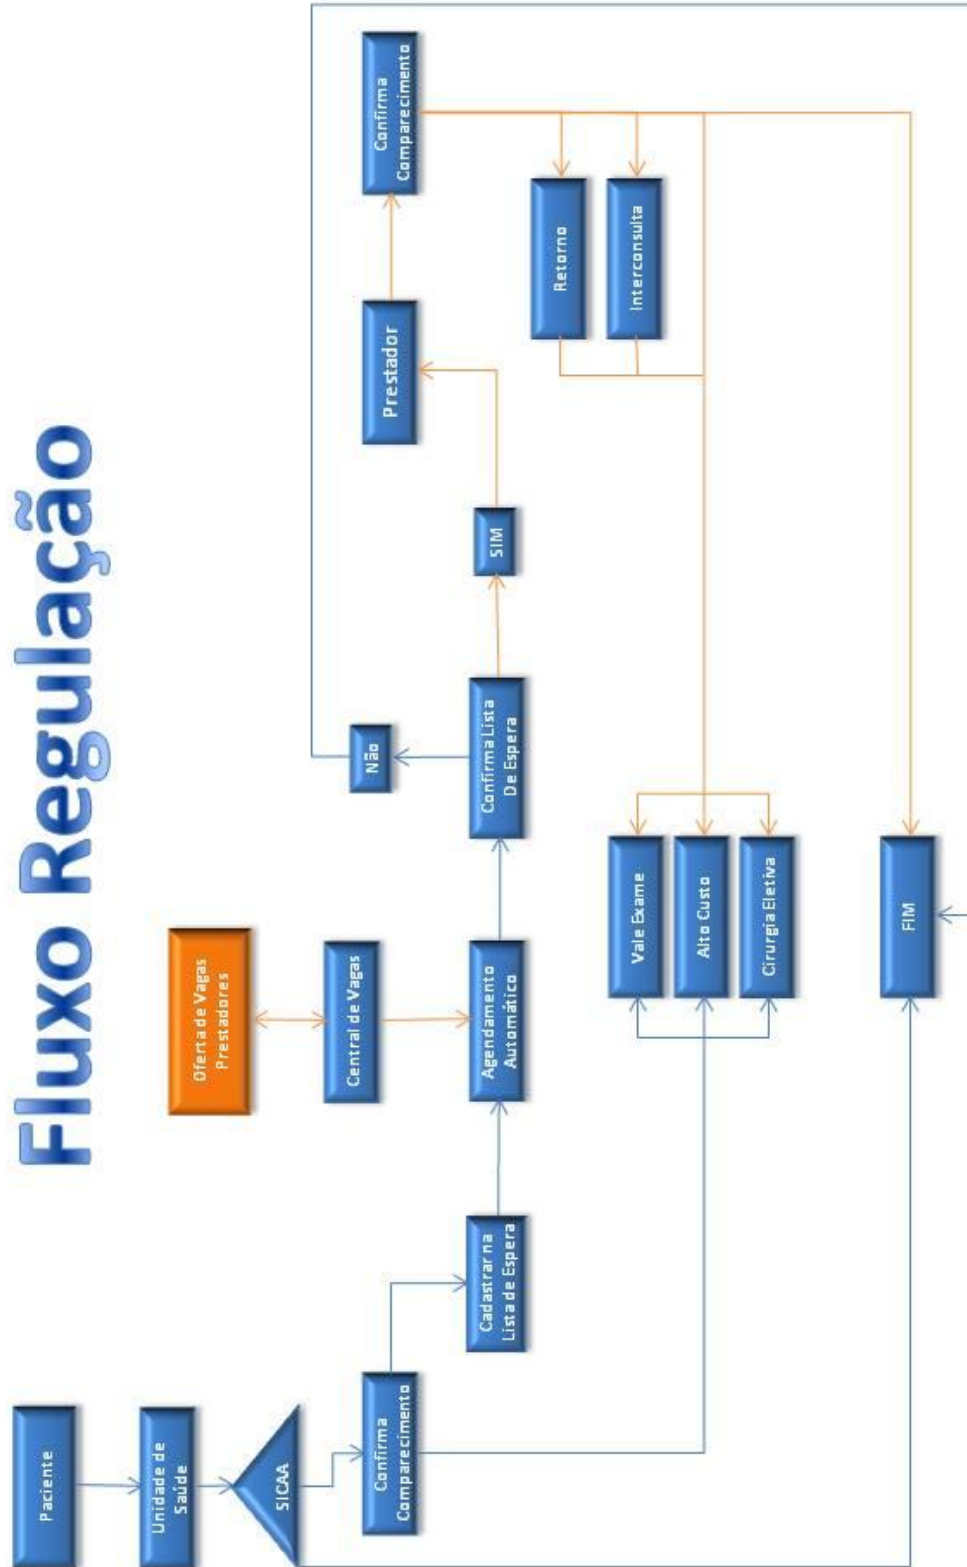 Fluxo Regulação
Paciente
Unidade de
Saúde
SICAA
Confirma
Comparecimento
Cadastrar na
Lista de Espera
Oferta de Vagas
Prestadores
Central de Vagas
Agendamento
Automático
Confirma Lista
De Espera
Não
SIM
Prestador
Confirma
Comparecimento
Retorno
Interconsulta
Vale Exame
Alto Custo
Cirurgia Eletiva
FIM